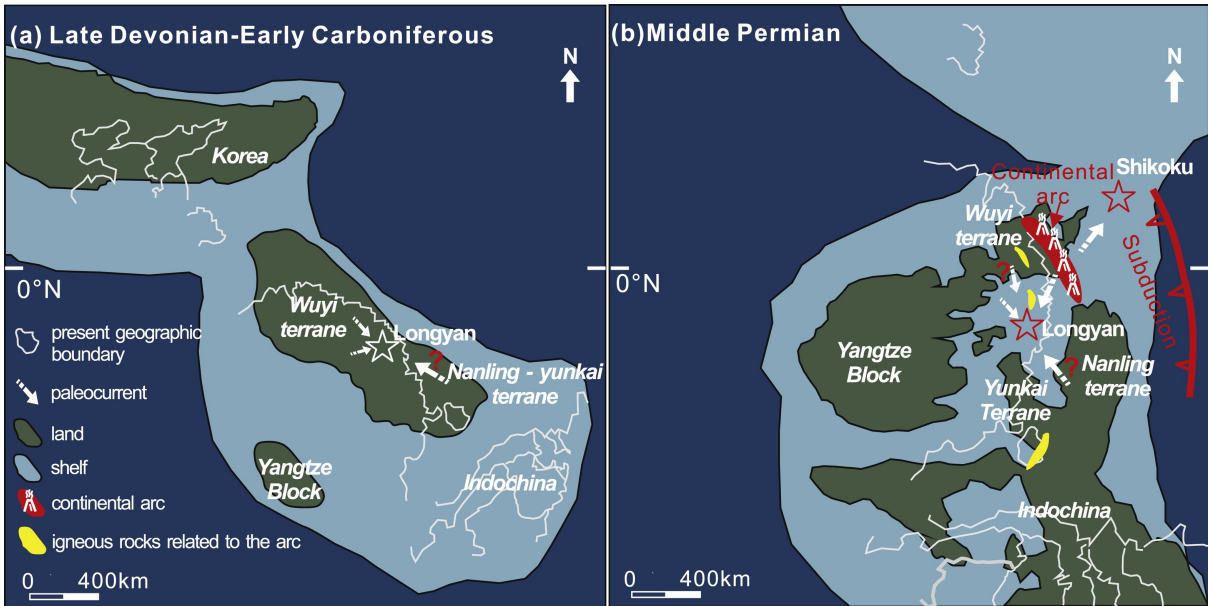 (a) Late Devonian-Early Carboniferous
N
Korea
0°N
Wuyi
terrane
Longyan
?
Nanling - yunkai
terrane
Yangtze
Block
Indochina
present geographic
boundary
paleocurrent
land
shelf
continental arc
igneous rocks related to the arc
0 400km
(b)Middle Permian
N
Shikoku
Continental
arc
Wuyi
terrane
?
Subduction
0°N
Longyan
Yangtze
Block
?
Nanling
terrane
Yunkai
Terrane
Indochina
0 400km